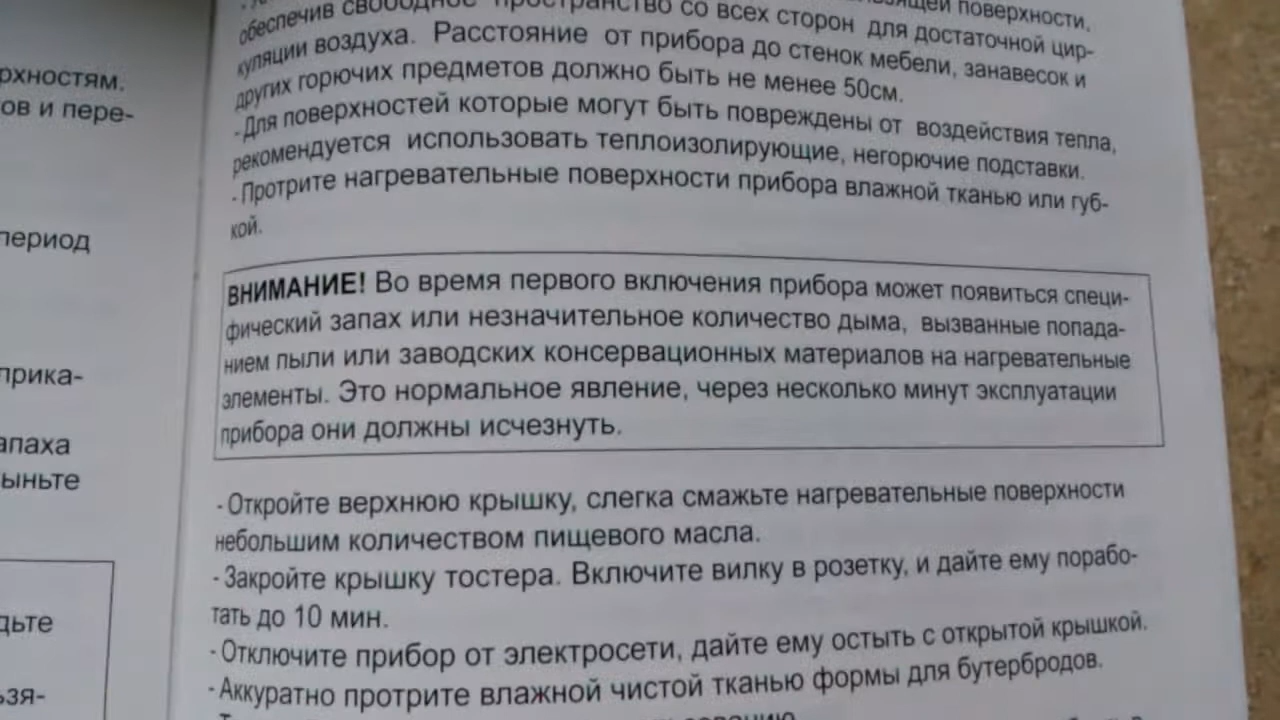 рхностям.
ов и пере-
период
прика-
апаха
ыньте
дьте
ьзя-
поверхности,
обеспечив свободное пространство со всех сторон для достаточной цир-
куляции воздуха. Расстояние от прибора до стенок мебели, занавесок и
других горючих предметов должно быть не менее 50см.
-Для поверхностей которые могут быть повреждены от воздействия тепла,
рекомендуется использовать теплоизолирующие, негорючие подставки.
- Протрите нагревательные поверхности прибора влажной тканью или губ-
кой.
ВНИМАНИЕ! Во время первого включения прибора может появиться специ-
фический запах или незначительное количество дыма, вызванные попада-
нием пыли или заводских консервационных материалов на нагревательные
элементы. Это нормальное явление, через несколько минут эксплуатации
прибора они должны исчезнуть.
- Откройте верхнюю крышку, слегка смажьте нагревательные поверхности
небольшим количеством пищевого масла.
- Закройте крышку тостера. Включите вилку в розетку, и дайте ему порабо-
тать до 10 мин.
- Отключите прибор от электросети, дайте ему остыть с открытой крышкой.
- Аккуратно протрите влажной чистой тканью формы для бутербродов.